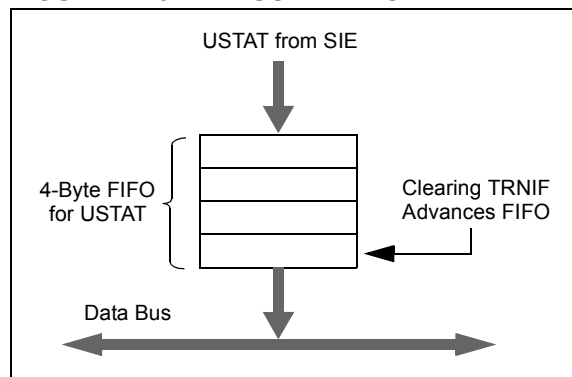 USTAT from SIE
4-Byte FIFO
for USTAT
Clearing TRNIF
Advances FIFO
Data Bus